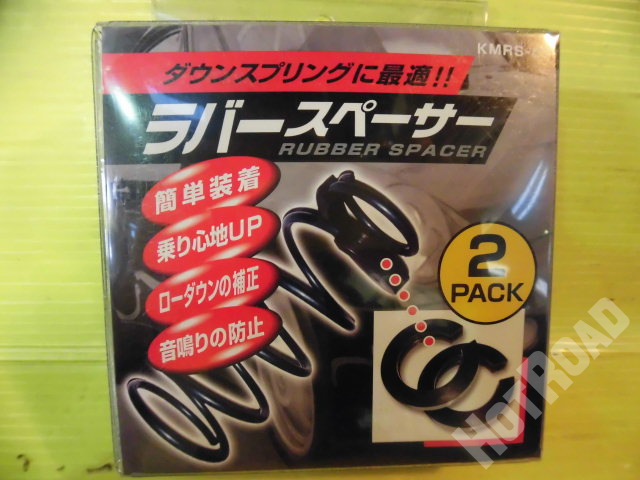 KMRS-
ダウンスプリングに最適!!
ラバースペーサー
RUBBER SPACER
簡単装着
乗り心地UP
ローダウンの補正
音鳴りの防止
2
PACK
HotRoad